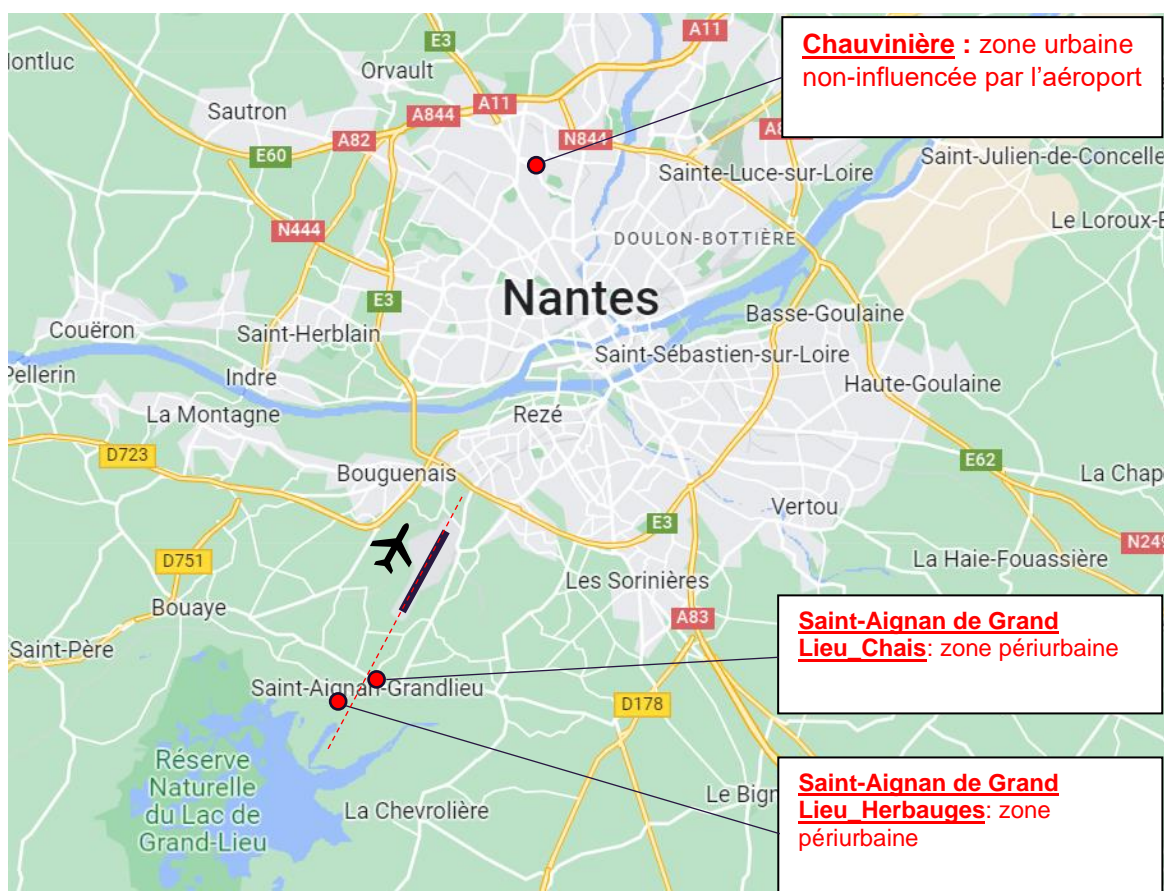 Chauvinière : zone urbaine
non-influencée par l'aéroport
ontluc
Orvault
E3
A11
A11
Sautron
A844
A82
N844
E60
Sainte-Luce-sur-Loire
Saint-Julien-de-Concelle
Le Loroux-B
N444
DOULON-BOTTIÈRE
E3
Nantes
Basse-Goulaine
Couëron
Saint-Herblain
Saint-Sébastien-sur-Loire
Pellerin
Indre
Haute-Goulaine
La Montagne
Rezé
D723
Bouguenais
E62
La Chap
Vertou
E3
N249
D751
Les Sorinières
La Haie-Fouassière
Bouaye
A83
Saint-Père
Saint-Aignan de Grand
Lieu_Chais: zone périurbaine
Saint-Aignan-Grandlieu
D178
Réserve
Naturelle
du Lac de
Grand-Lieu
La Chevrolière
Le Big
Saint-Aignan de Grand
Lieu_Herbauges: zone
périurbaine